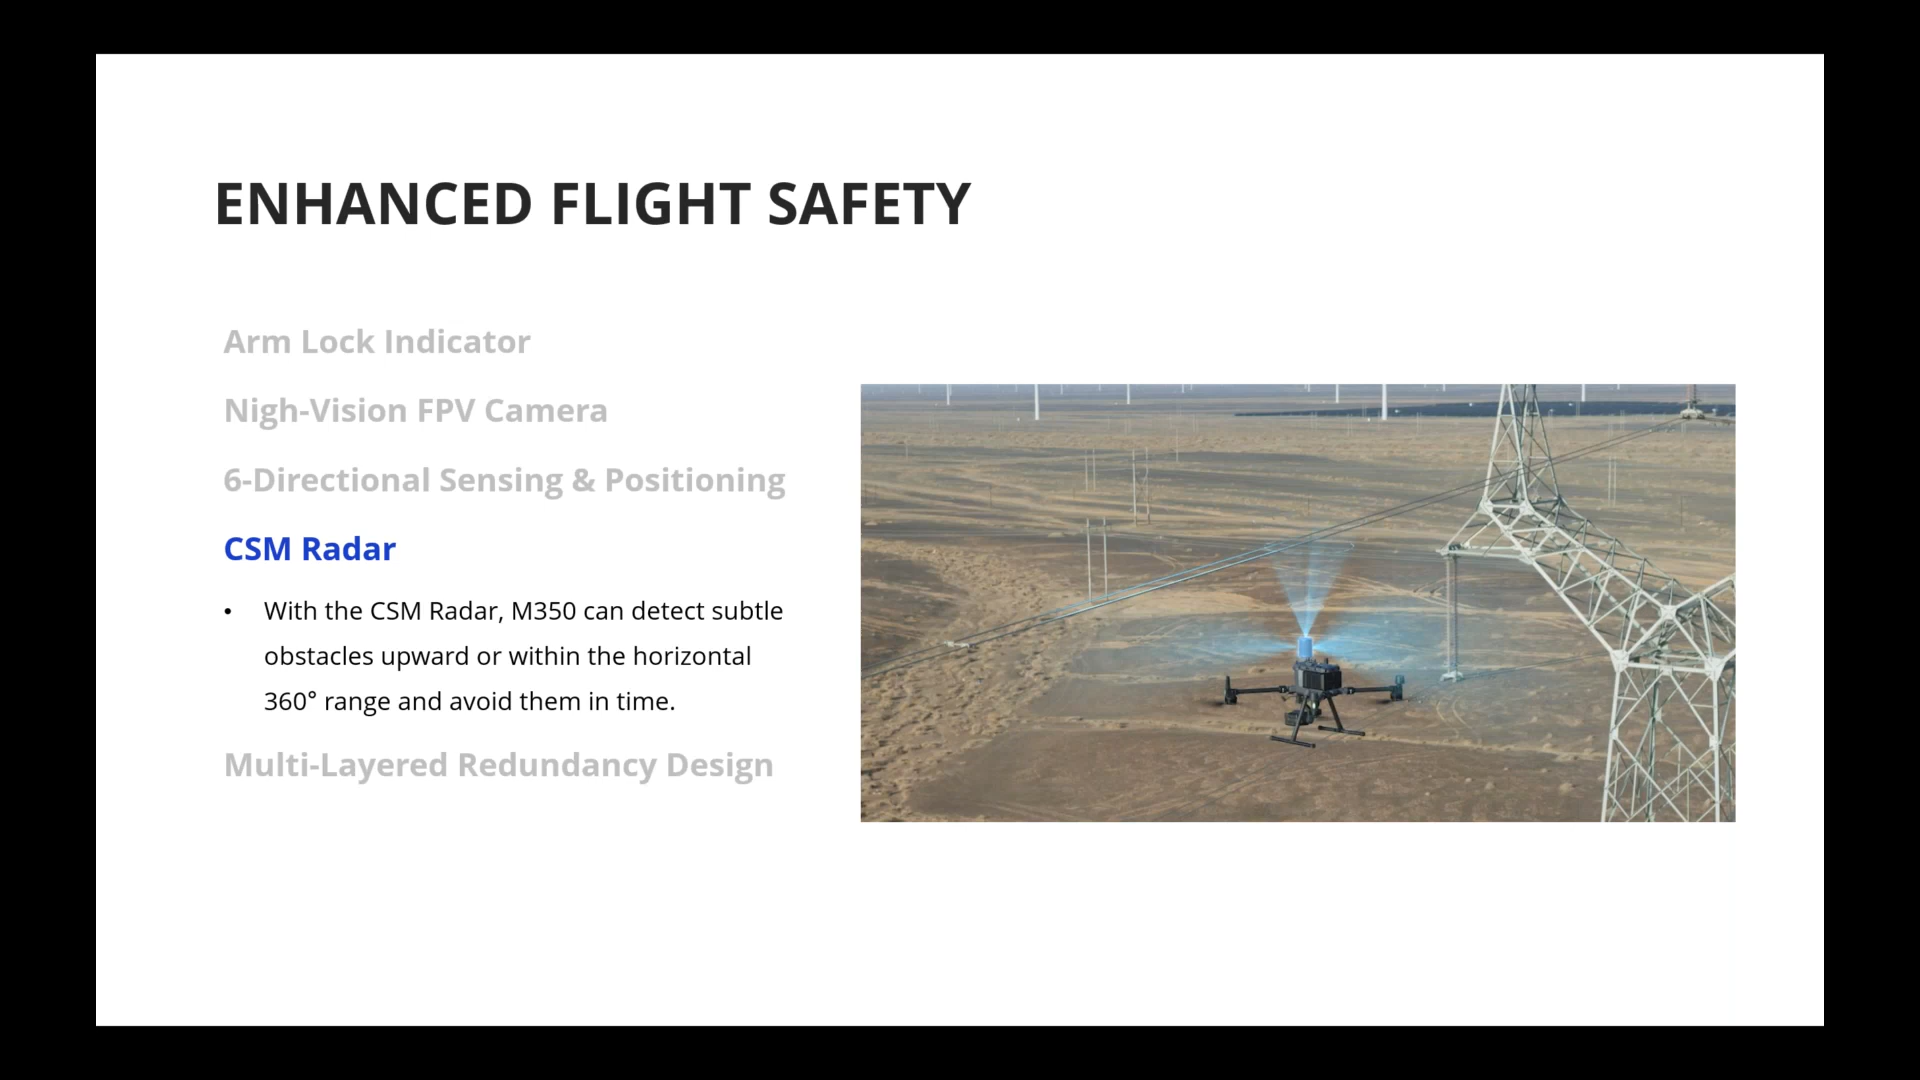 ENHANCED FLIGHT SAFETY
Arm Lock Indicator
Nigh-Vision FPV Camera
6-Directional Sensing & Positioning
CSM Radar
• With the CSM Radar, M350 can detect subtle
obstacles upward or within the horizontal
360° range and avoid them in time.
Multi-Layered Redundancy Design